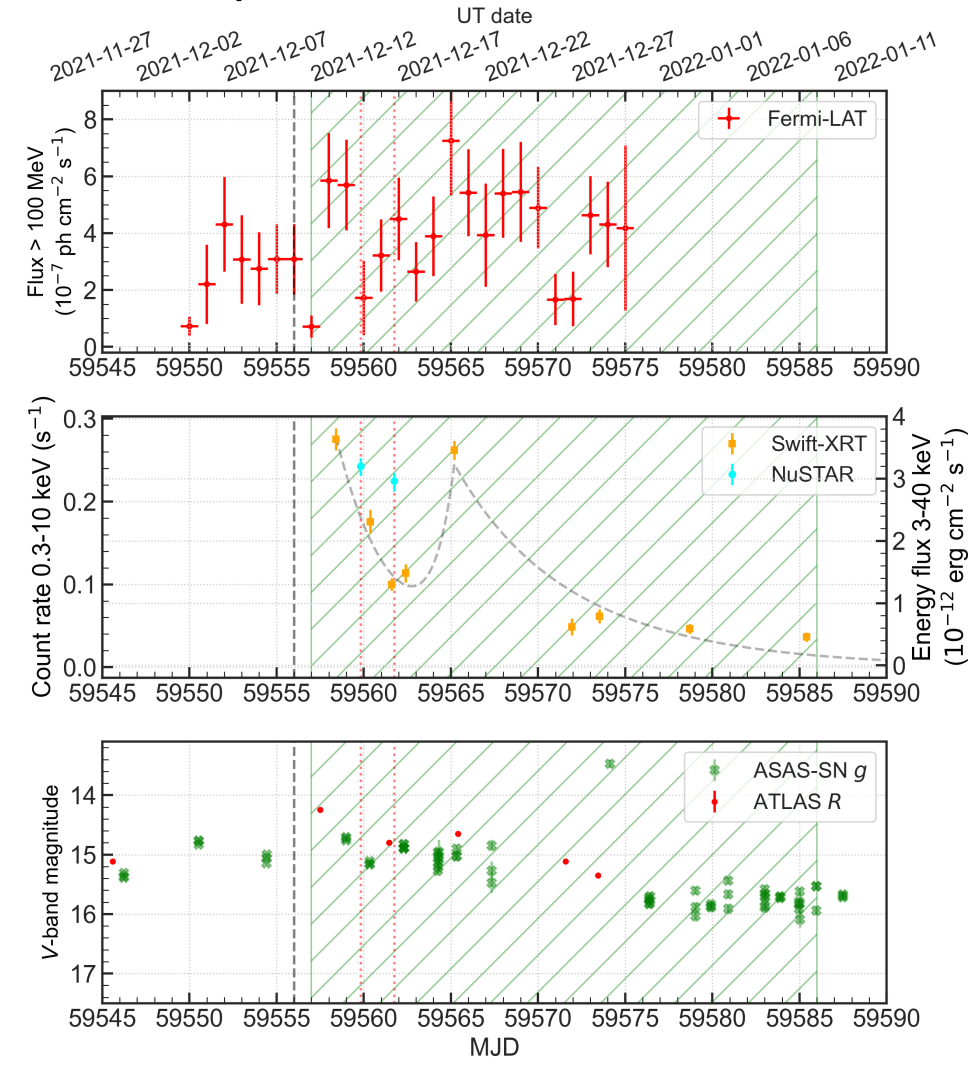 UT date
2021-11-27 2021-12-02 2021-12-07 2021-12-12 2021-12-17 2021-12-22 2021-12-27 2022-01-01 2022-01-06 2022-01-11
Flux > 100 MeV
(10⁻⁷ ph cm⁻² s⁻¹)
8
6
4
2
0
Fermi-LAT
59545 59550 59555 59560 59565 59570 59575 59580 59585 59590
Count rate 0.3-10 keV (s⁻¹)
0.3
0.2
0.1
0.0
Swift-XRT
NuSTAR
4
3
2
1
0
Energy flux 3-40 keV
(10⁻¹² erg cm⁻² s⁻¹)
59545 59550 59555 59560 59565 59570 59575 59580 59585 59590
V-band magnitude
14
15
16
17
ASAS-SN g
ATLAS R
59545 59550 59555 59560 59565 59570 59575 59580 59585 59590
MJD